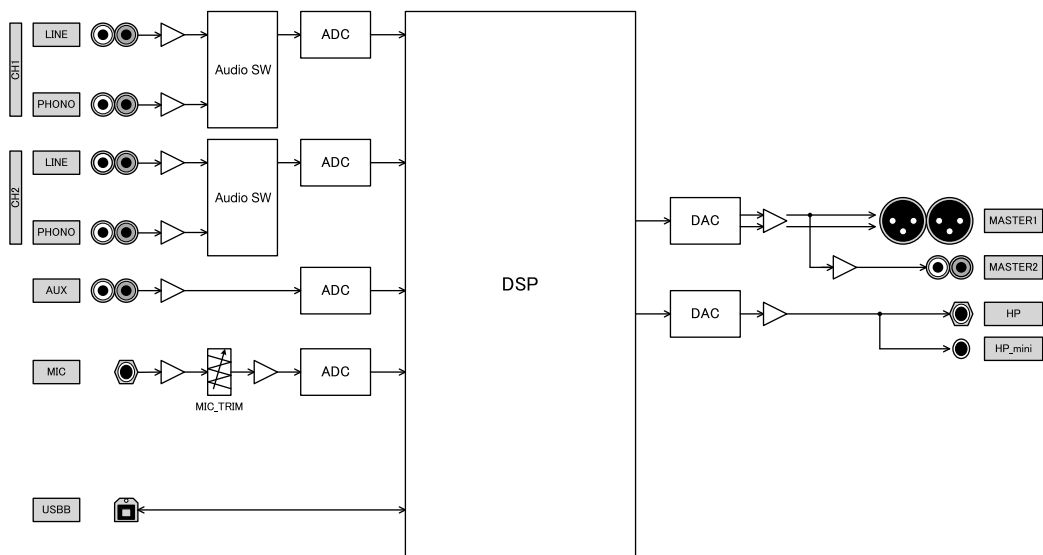 CH1
LINE
PHONO
Audio SW
ADC
CH2
LINE
PHONO
Audio SW
ADC
AUX
ADC
MIC
MIC_TRIM
ADC
USBB
DSP
DAC
MASTER1
MASTER2
DAC
HP
HP_mini